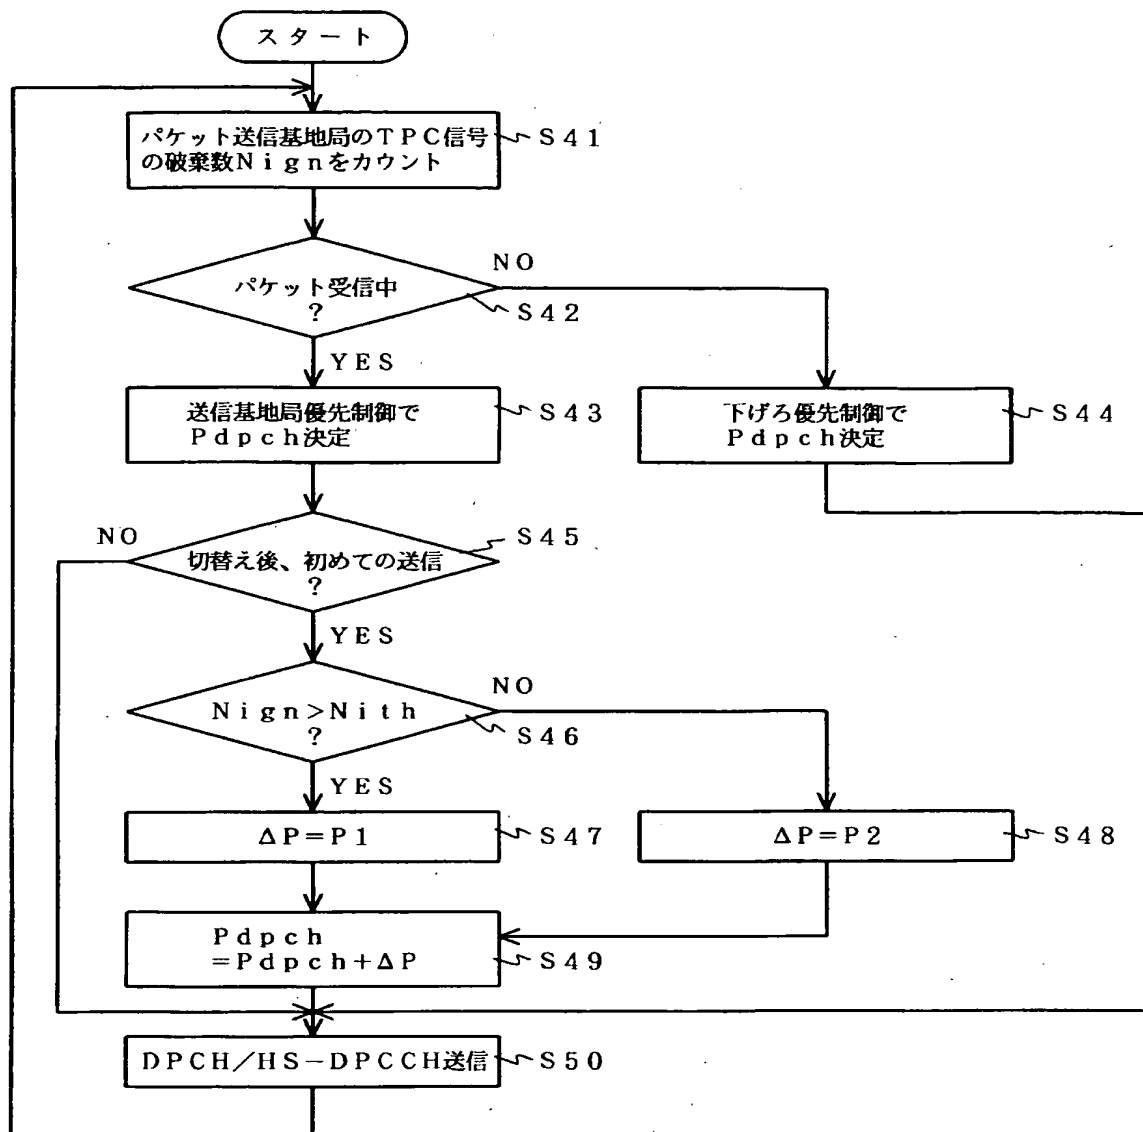 スタート
パケット送信基地局のTPC信号
の破棄数Nignをカウント
S41
パケット受信中
?
NO
S42
YES
送信基地局優先制御で
Pdpch決定
S43
下げろ優先制御で
Pdpch決定
S44
NO
切替え後、初めての送信
?
S45
YES
Nign>Nith
?
NO
S46
YES
ΔP=P1
S47
ΔP=P2
S48
Pdpch
=Pdpch+ΔP
S49
DPCH/HS-DPCCH送信
S50